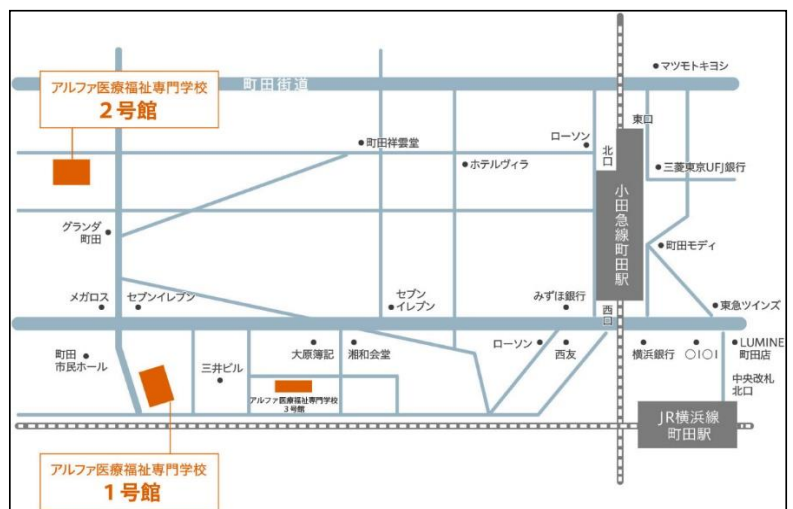 アルファ医療福祉専門学校
2号館
町田街道
マツモトキヨシ
東口
町田祥雲堂
ローソン
北口
ホテルヴィラ
三菱東京UFJ銀行
小田急線町田駅
グランダ
町田
町田モディ
メガロス
セブンイレブン
セブン
イレブン
みずほ銀行
西口
東急ツインズ
町田
市民ホール
三井ビル
大原簿記
湘和会堂
ローソン
西友
横浜銀行
〇I〇I
LUMINE
町田店
中央改札
北口
アルファ医療福祉専門学校
3号館
JR横浜線
町田駅
アルファ医療福祉専門学校
1号館